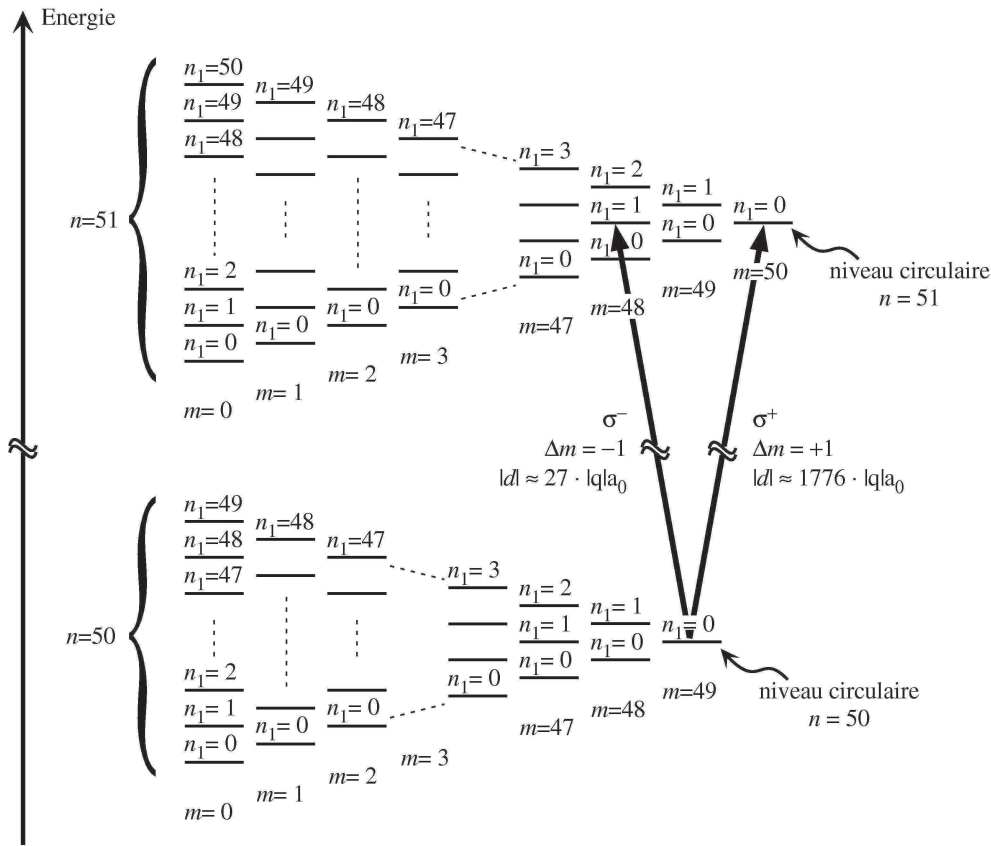 Energie
n₁=50
n₁=49
n₁=48
n₁=49
n₁=48
n₁=47
n₁= 3
n₁= 2
n₁= 1
n₁= 0
n₁= 1
n₁= 0
n₁= 0
n₁= 0
n=51
n₁= 2
n₁= 1
n₁= 0
n₁= 0
n₁= 0
n₁= 0
m= 0
m= 1
m= 2
m= 3
m=47
m=48
m=49
m=50
niveau circulaire
n = 51
σ⁻
Δm = −1
|d| ≈ 27 · |q|a₀
σ⁺
Δm = +1
|d| ≈ 1776 · |q|a₀
n₁=49
n₁=48
n₁=47
n₁=48
n₁=47
n₁= 3
n₁= 2
n₁= 1
n₁= 0
n₁= 1
n₁= 0
n₁= 0
n₁= 0
n=50
n₁= 2
n₁= 1
n₁= 0
n₁= 0
n₁= 0
m= 0
m= 1
m= 2
m= 3
m=47
m=48
m=49
niveau circulaire
n = 50